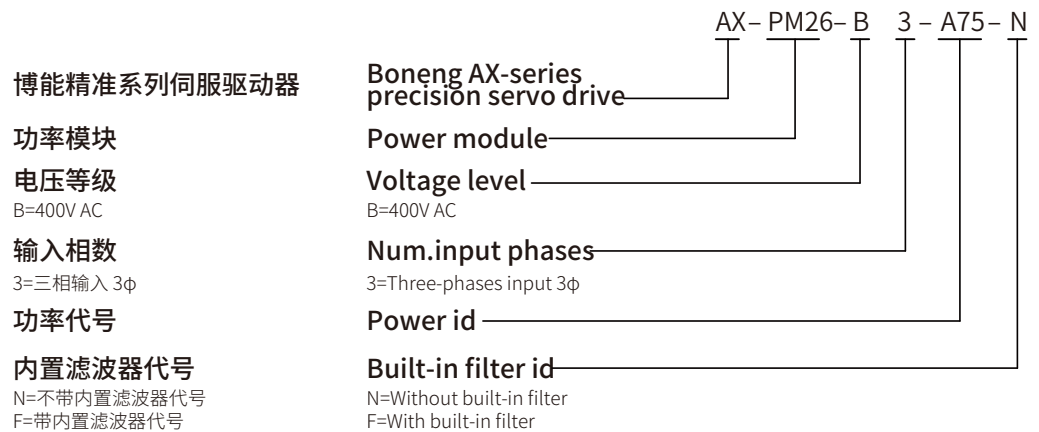 AX-PM26-B 3-A75-N
博能精准系列伺服驱动器 Boneng AX-series
precision servo drive
功率模块 Power module
电压等级 Voltage level
B=400V AC B=400V AC
输入相数 Num.input phases
3=三相输入 3φ 3=Three-phases input 3φ
功率代号 Power id
内置滤波器代号 Built-in filter id
N=不带内置滤波器代号 N=Without built-in filter
F=带内置滤波器代号 F=With built-in filter